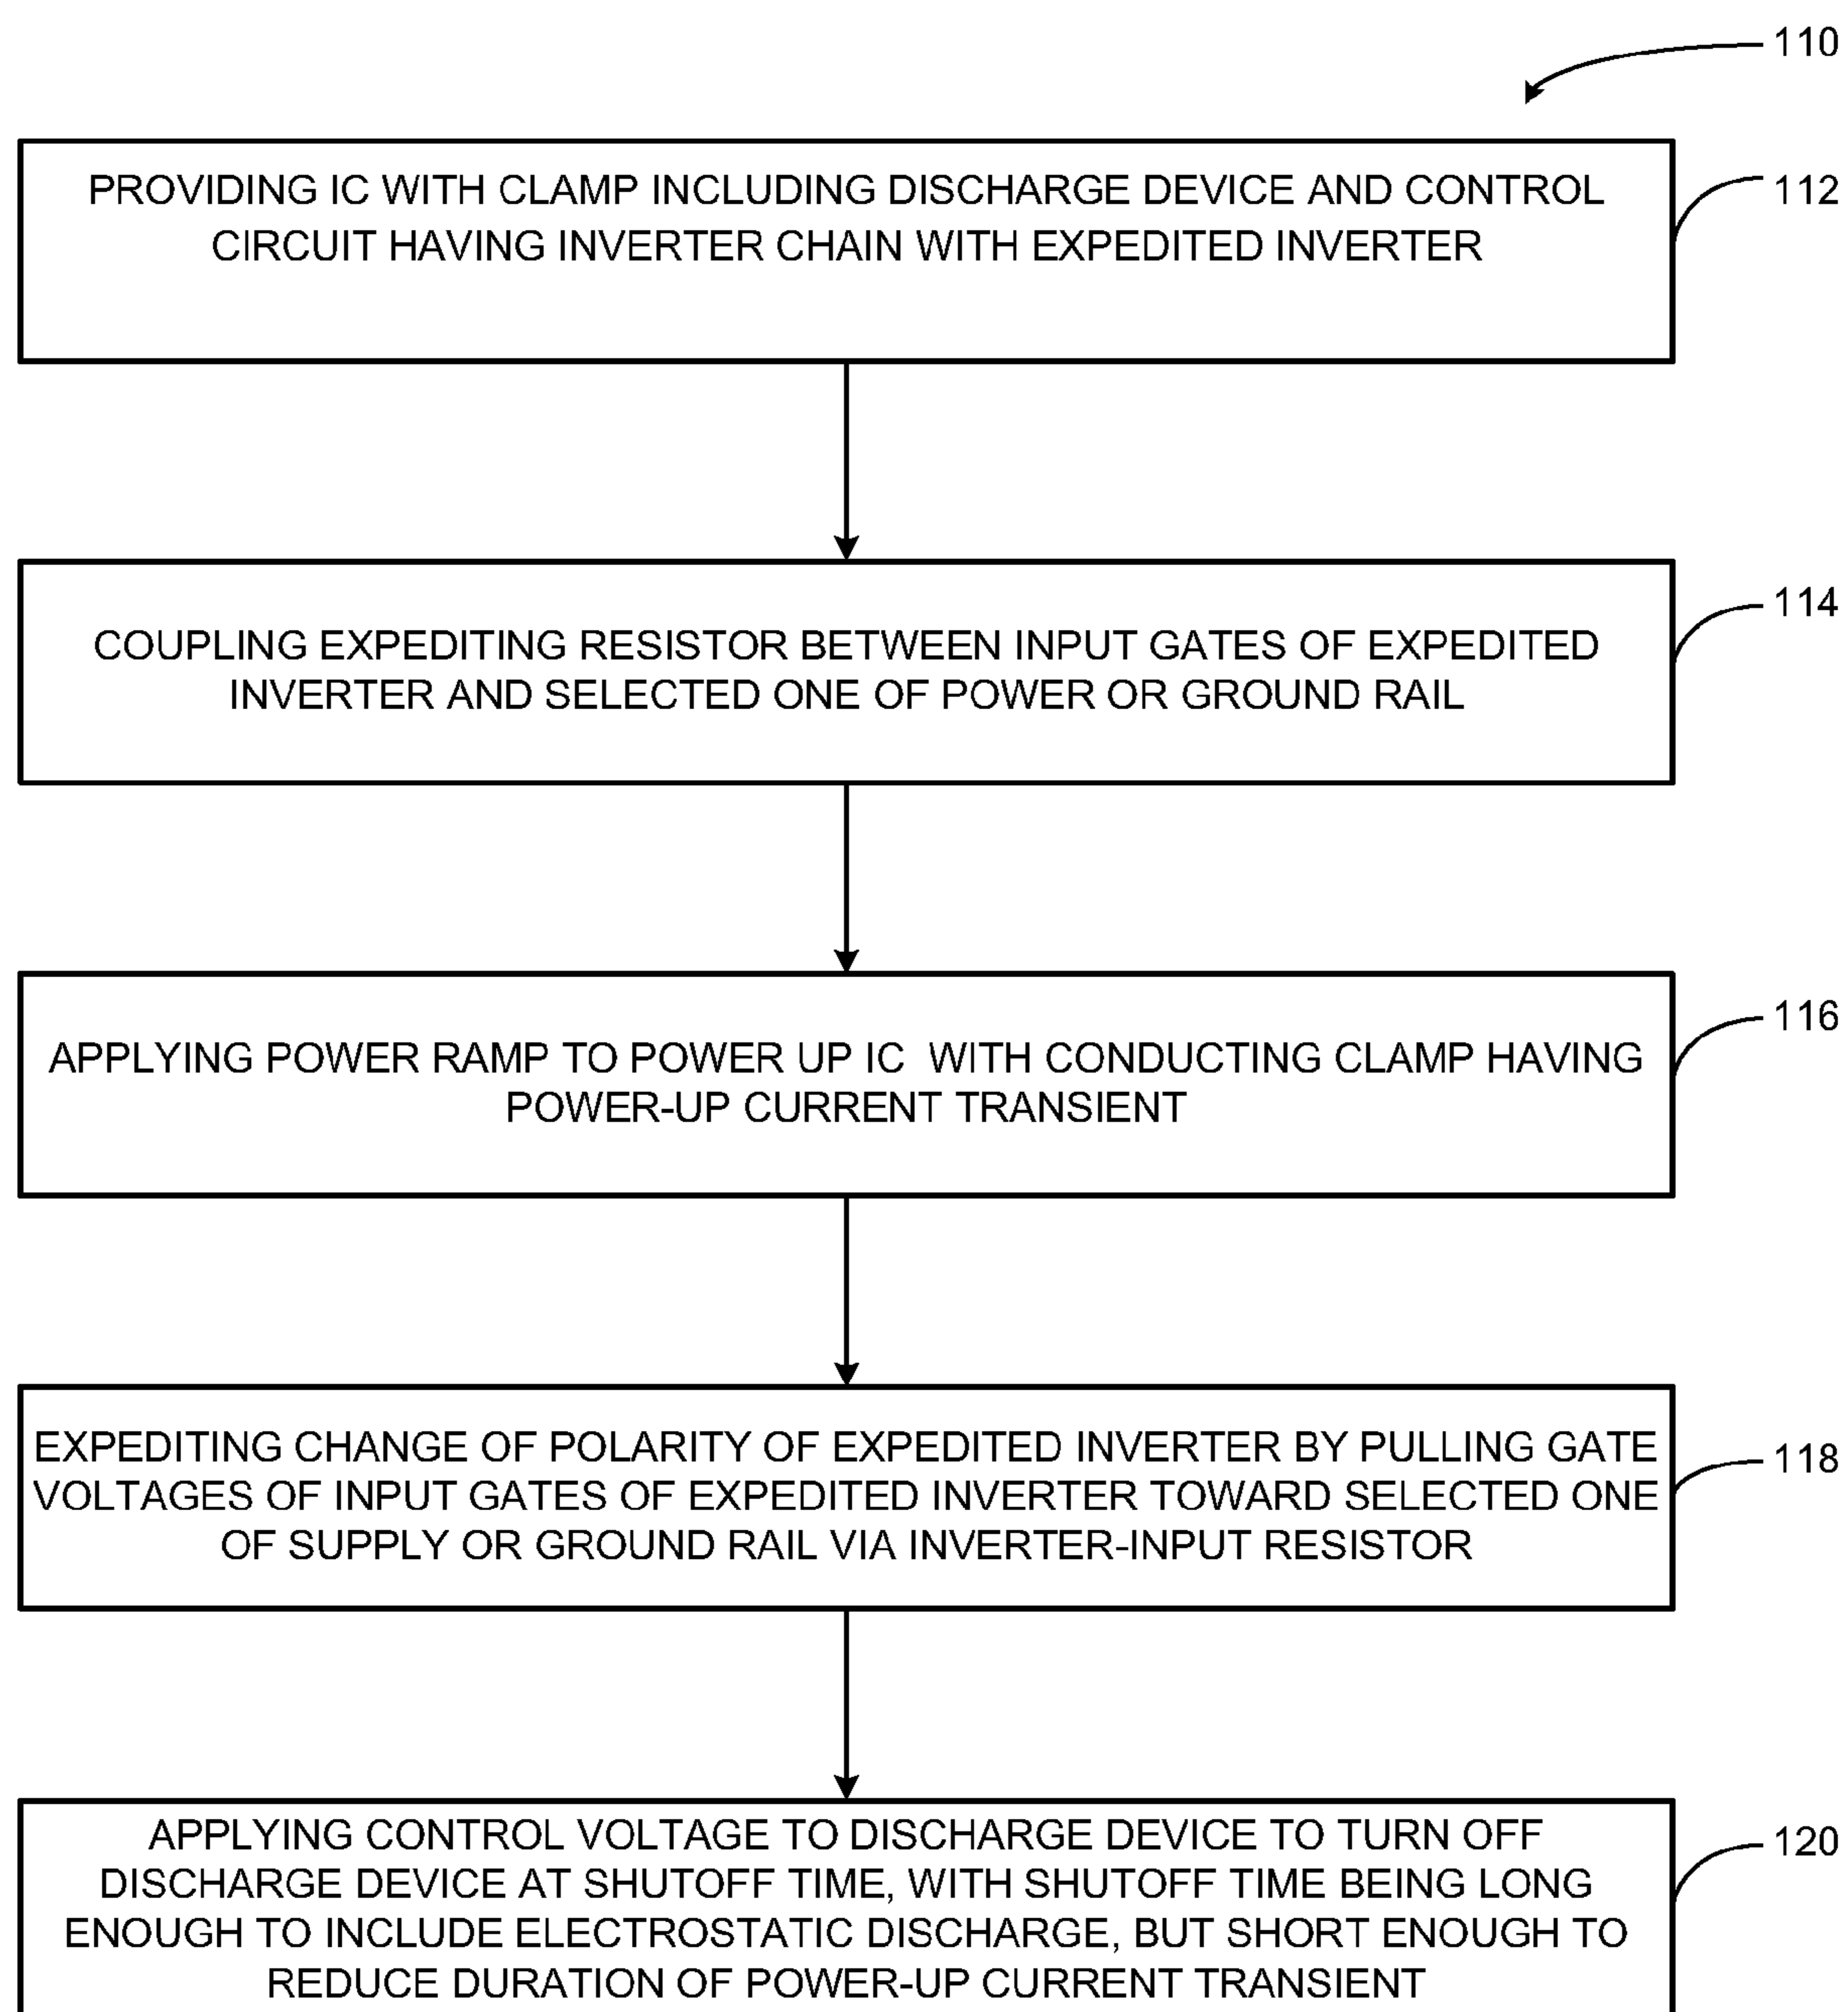 110
PROVIDING IC WITH CLAMP INCLUDING DISCHARGE DEVICE AND CONTROL
CIRCUIT HAVING INVERTER CHAIN WITH EXPEDITED INVERTER
112
COUPLING EXPEDITING RESISTOR BETWEEN INPUT GATES OF EXPEDITED
INVERTER AND SELECTED ONE OF POWER OR GROUND RAIL
114
APPLYING POWER RAMP TO POWER UP IC WITH CONDUCTING CLAMP HAVING
POWER-UP CURRENT TRANSIENT
116
EXPEDITING CHANGE OF POLARITY OF EXPEDITED INVERTER BY PULLING GATE
VOLTAGES OF INPUT GATES OF EXPEDITED INVERTER TOWARD SELECTED ONE
OF SUPPLY OR GROUND RAIL VIA INVERTER-INPUT RESISTOR
118
APPLYING CONTROL VOLTAGE TO DISCHARGE DEVICE TO TURN OFF
DISCHARGE DEVICE AT SHUTOFF TIME, WITH SHUTOFF TIME BEING LONG
ENOUGH TO INCLUDE ELECTROSTATIC DISCHARGE, BUT SHORT ENOUGH TO
REDUCE DURATION OF POWER-UP CURRENT TRANSIENT
120